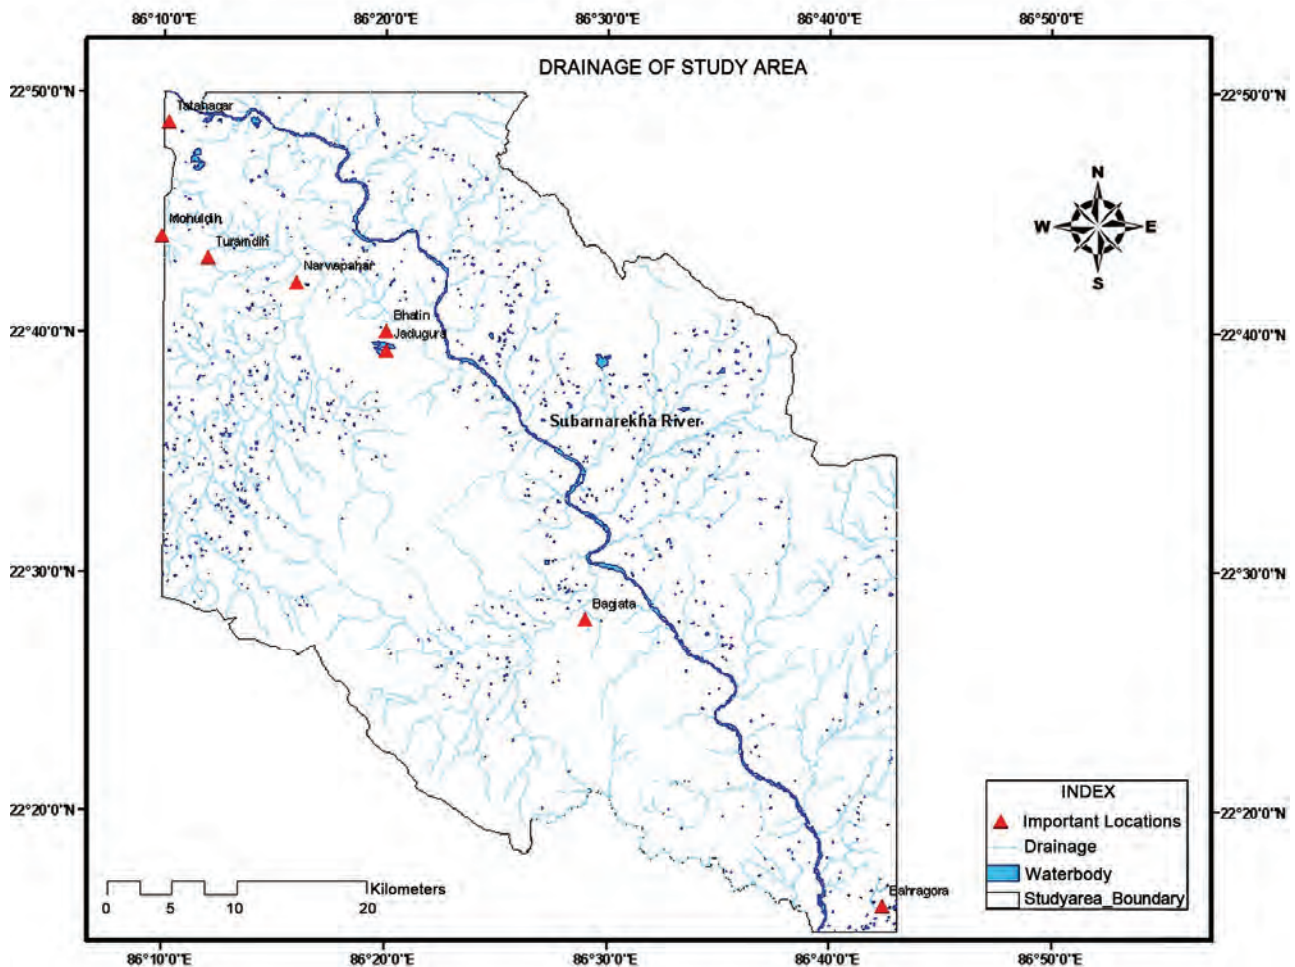 86°10'0"E 86°20'0"E 86°30'0"E 86°40'0"E 86°50'0"E
DRAINAGE OF STUDY AREA
22°50'0"N 22°50'0"N
Tatanagar
N
W E
S
Mohuldih
Turamdih
Narwapahar
Bhatin
22°40'0"N 22°40'0"N
Jadugura
Subarnarekha River
22°30'0"N 22°30'0"N
Bagjata
INDEX
22°20'0"N 22°20'0"N
Important Locations
Drainage
Waterbody
Studyarea_Boundary
Bahragora
Kilometers
0 5 10 20
86°10'0"E 86°20'0"E 86°30'0"E 86°40'0"E 86°50'0"E